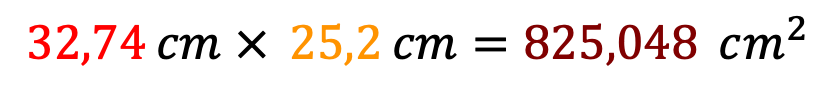 32,74 cm × 25,2 cm = 825,048 cm²